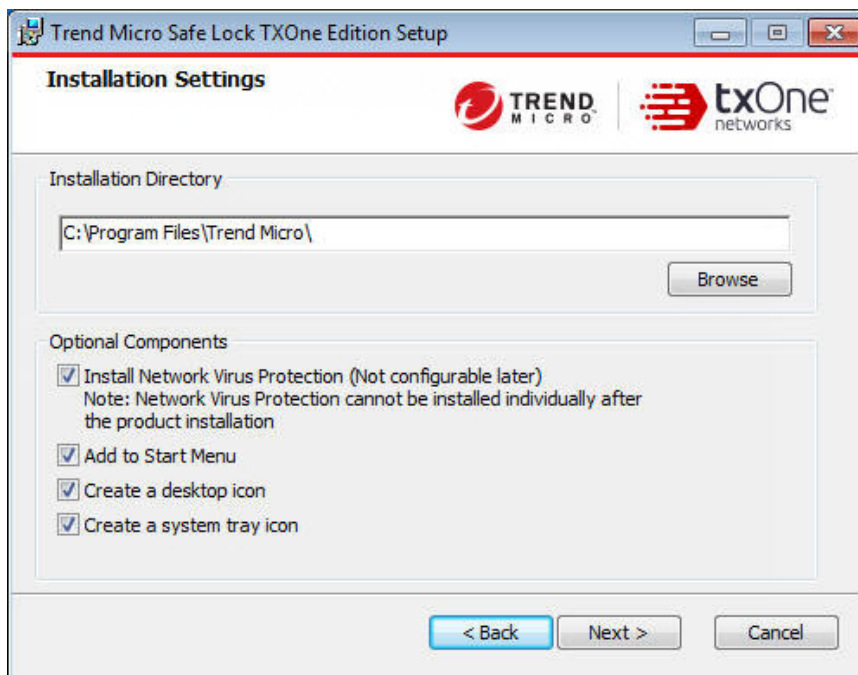 Trend Micro Safe Lock TXOne Edition Setup
Installation Settings
TREND
MICRO
txOne
networks
Installation Directory
C:\Program Files\Trend Micro\
Browse
Optional Components
Install Network Virus Protection (Not configurable later)
Note: Network Virus Protection cannot be installed individually after
the product installation
Add to Start Menu
Create a desktop icon
Create a system tray icon
< Back
Next >
Cancel